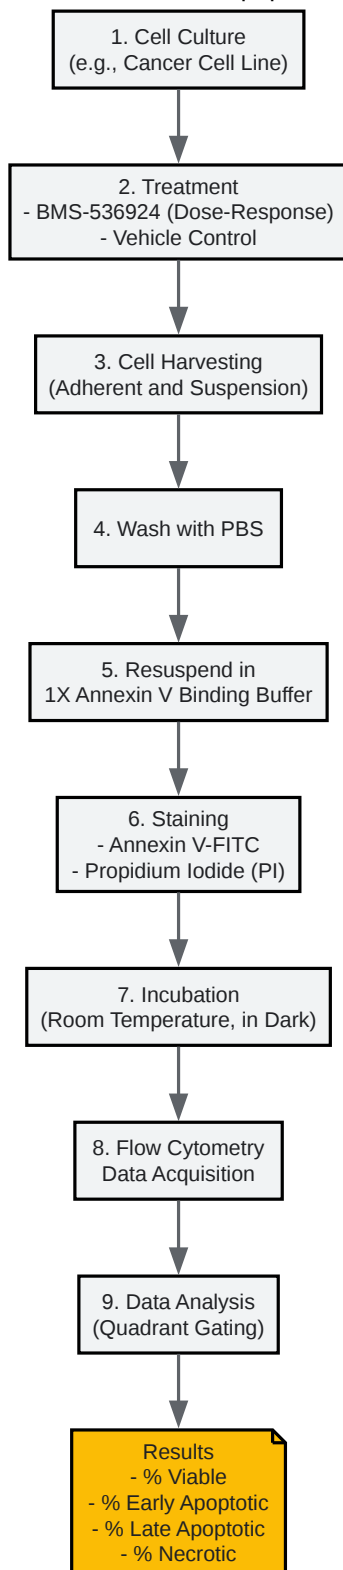 1. Cell Culture
(e.g., Cancer Cell Line)
2. Treatment
- BMS-536924 (Dose-Response)
- Vehicle Control
3. Cell Harvesting
(Adherent and Suspension)
4. Wash with PBS
5. Resuspend in
1X Annexin V Binding Buffer
6. Staining
- Annexin V-FITC
- Propidium Iodide (PI)
7. Incubation
(Room Temperature, in Dark)
8. Flow Cytometry
Data Acquisition
9. Data Analysis
(Quadrant Gating)
Results
- % Viable
- % Early Apoptotic
- % Late Apoptotic
- % Necrotic